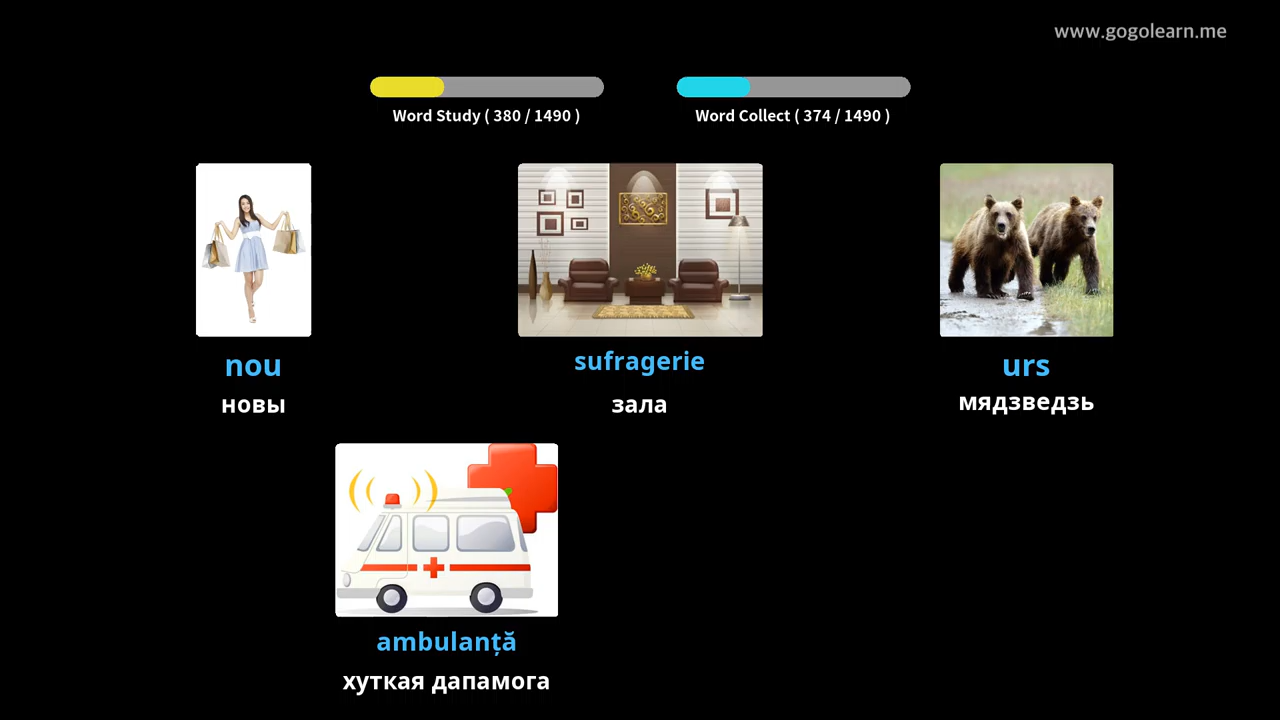 www.gogolearn.me
Word Study ( 380 / 1490 )
Word Collect ( 374 / 1490 )
nou
sufragerie
urs
новы
зала
мядзведзь
ambulanță
хуткая дапамога